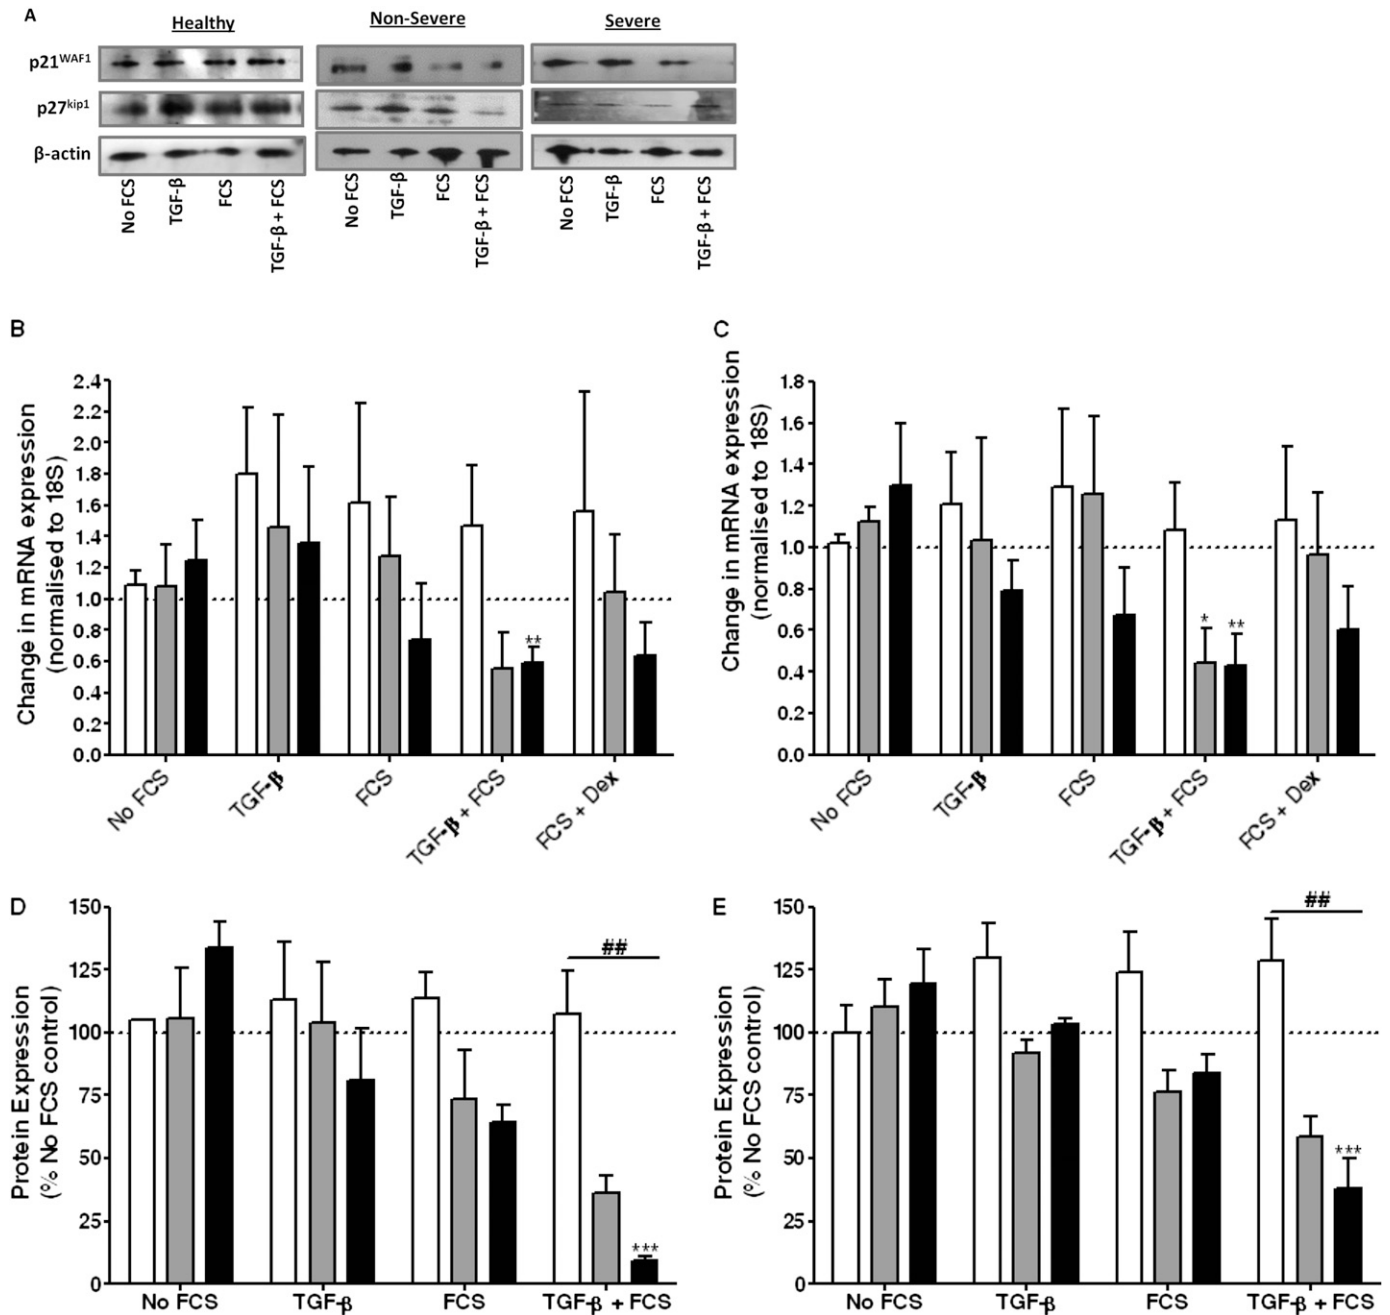 A
Healthy
Non-Severe
Severe
p21WAF1
p27kip1
β-actin
No FCS
TGF-β
FCS
TGF-β + FCS
No FCS
TGF-β
FCS
TGF-β + FCS
No FCS
TGF-β
FCS
TGF-β + FCS
B
Change in mRNA expression
(normalised to 18S)
2.4
2.2
2.0
1.8
1.6
1.4
1.2
1.0
0.8
0.6
0.4
0.2
0.0
**
No FCS
TGF-β
FCS
TGF-β + FCS
FCS + Dex
C
Change in mRNA expression
(normalised to 18S)
1.8
1.6
1.4
1.2
1.0
0.8
0.6
0.4
0.2
0.0
*
**
No FCS
TGF-β
FCS
TGF-β + FCS
FCS + Dex
D
Protein Expression
(% No FCS control)
150
125
100
75
50
25
0
##
***
No FCS
TGF-β
FCS
TGF-β + FCS
E
Protein Expression
(% No FCS control)
150
125
100
75
50
25
0
##
***
No FCS
TGF-β
FCS
TGF-β + FCS